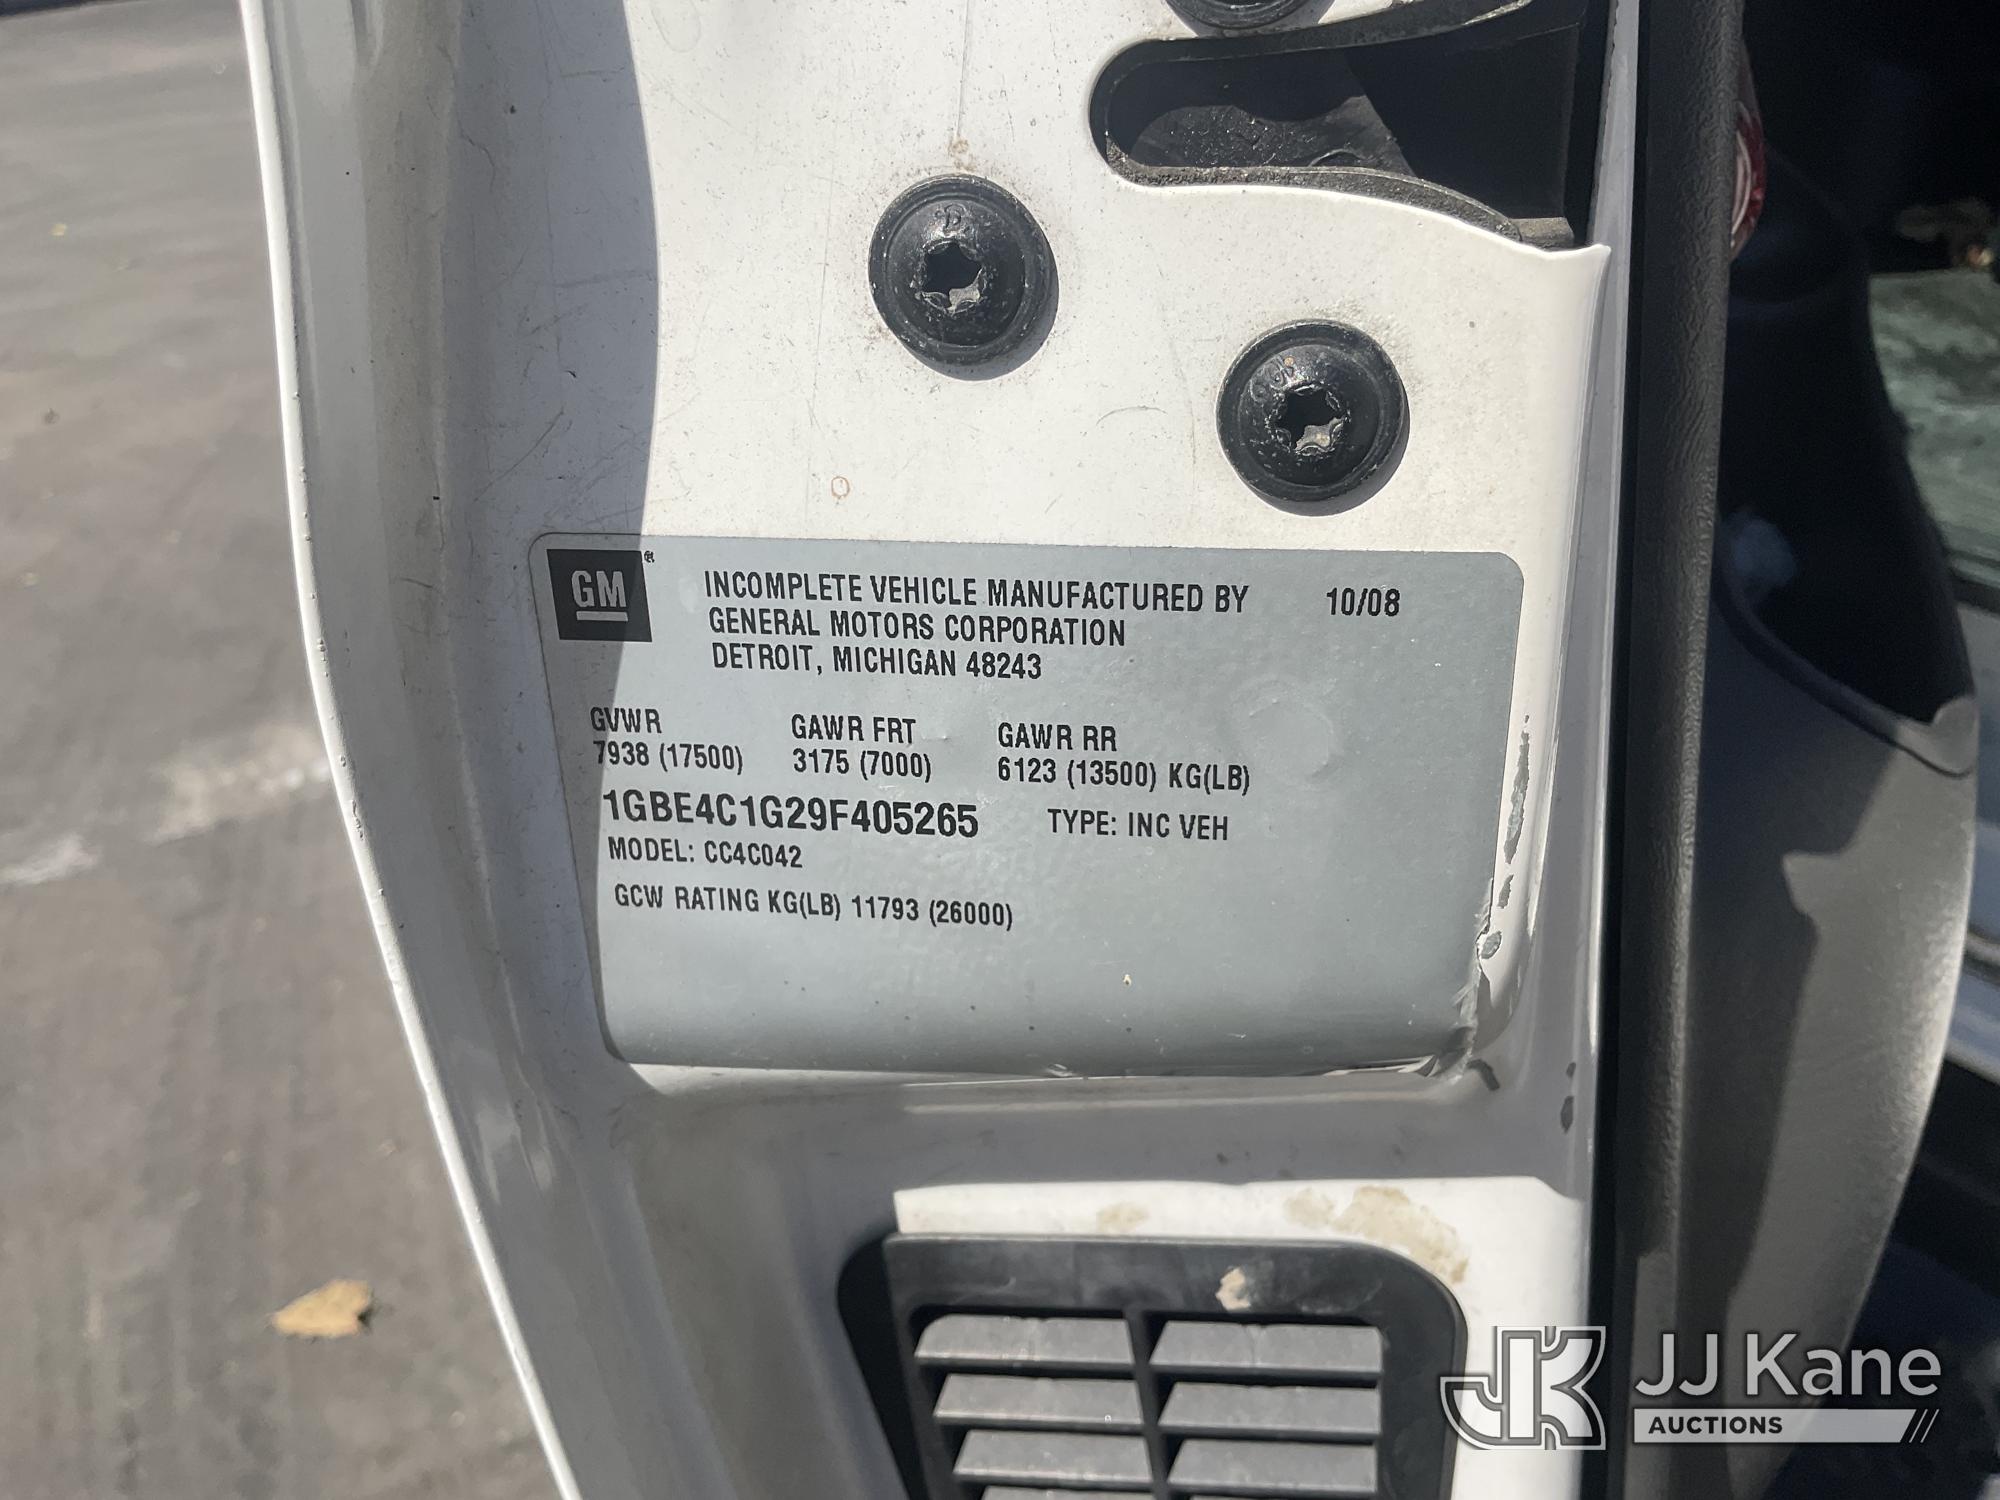 GM
INCOMPLETE VEHICLE MANUFACTURED BY 10/08
GENERAL MOTORS CORPORATION
DETROIT, MICHIGAN 48243
GVWR GAWR FRT GAWR RR
7938 (17500) 3175 (7000) 6123 (13500) KG(LB)
1GBE4C1G29F405265 TYPE: INC VEH
MODEL: CC4C042
GCW RATING KG(LB) 11793 (26000)
JK JJ Kane
AUCTIONS